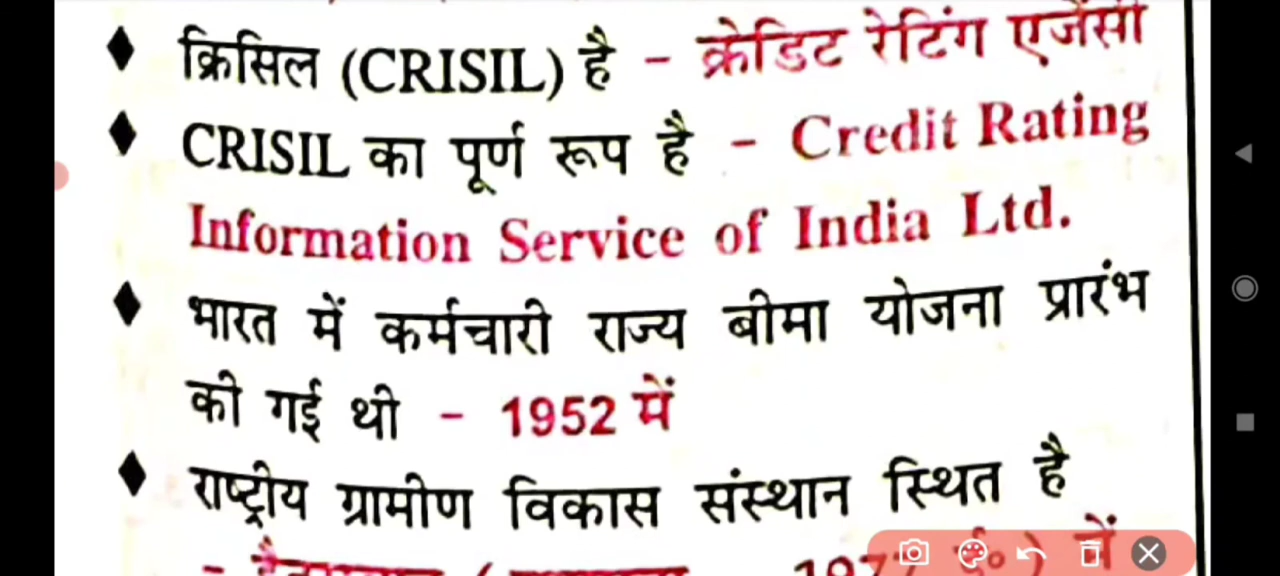 ♦ क्रिसिल (CRISIL) है - क्रेडिट रेटिंग एजेंसी
♦ CRISIL का पूर्ण रूप है - Credit Rating
Information Service of India Ltd.
♦ भारत में कर्मचारी राज्य बीमा योजना प्रारंभ
की गई थी - 1952 में
♦ राष्ट्रीय ग्रामीण विकास संस्थान स्थित है